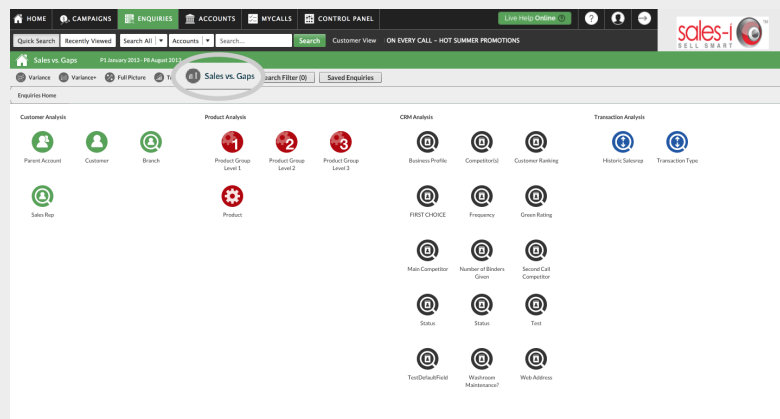 HOME CAMPAIGNS ENQUIRIES ACCOUNTS MYCALLS CONTROL PANEL Live Help Online
sales-i
SELL SMART
Quick Search Recently Viewed Search All Accounts Search... Search Customer View ON EVERY CALL – HOT SUMMER PROMOTIONS
Sales vs. Gaps P1 January 2013 - P8 August 2013
Variance Variance+ Full Picture Sales vs. Gaps Search Filter (0) Saved Enquiries
Enquiries Home
Customer Analysis Product Analysis CRM Analysis Transaction Analysis
1 2 3
Parent Account Customer Branch Product Group Product Group Product Group Business Profile Competitor(s) Customer Ranking Historic Salesrep Transaction Type
Level 1 Level 2 Level 3
Sales Rep Product FIRST CHOICE Frequency Green Rating
Main Competitor Number of Binders Second Call
Given Competitor
Status Status Test
TestDefaultField Washroom Web Address
Maintenance?